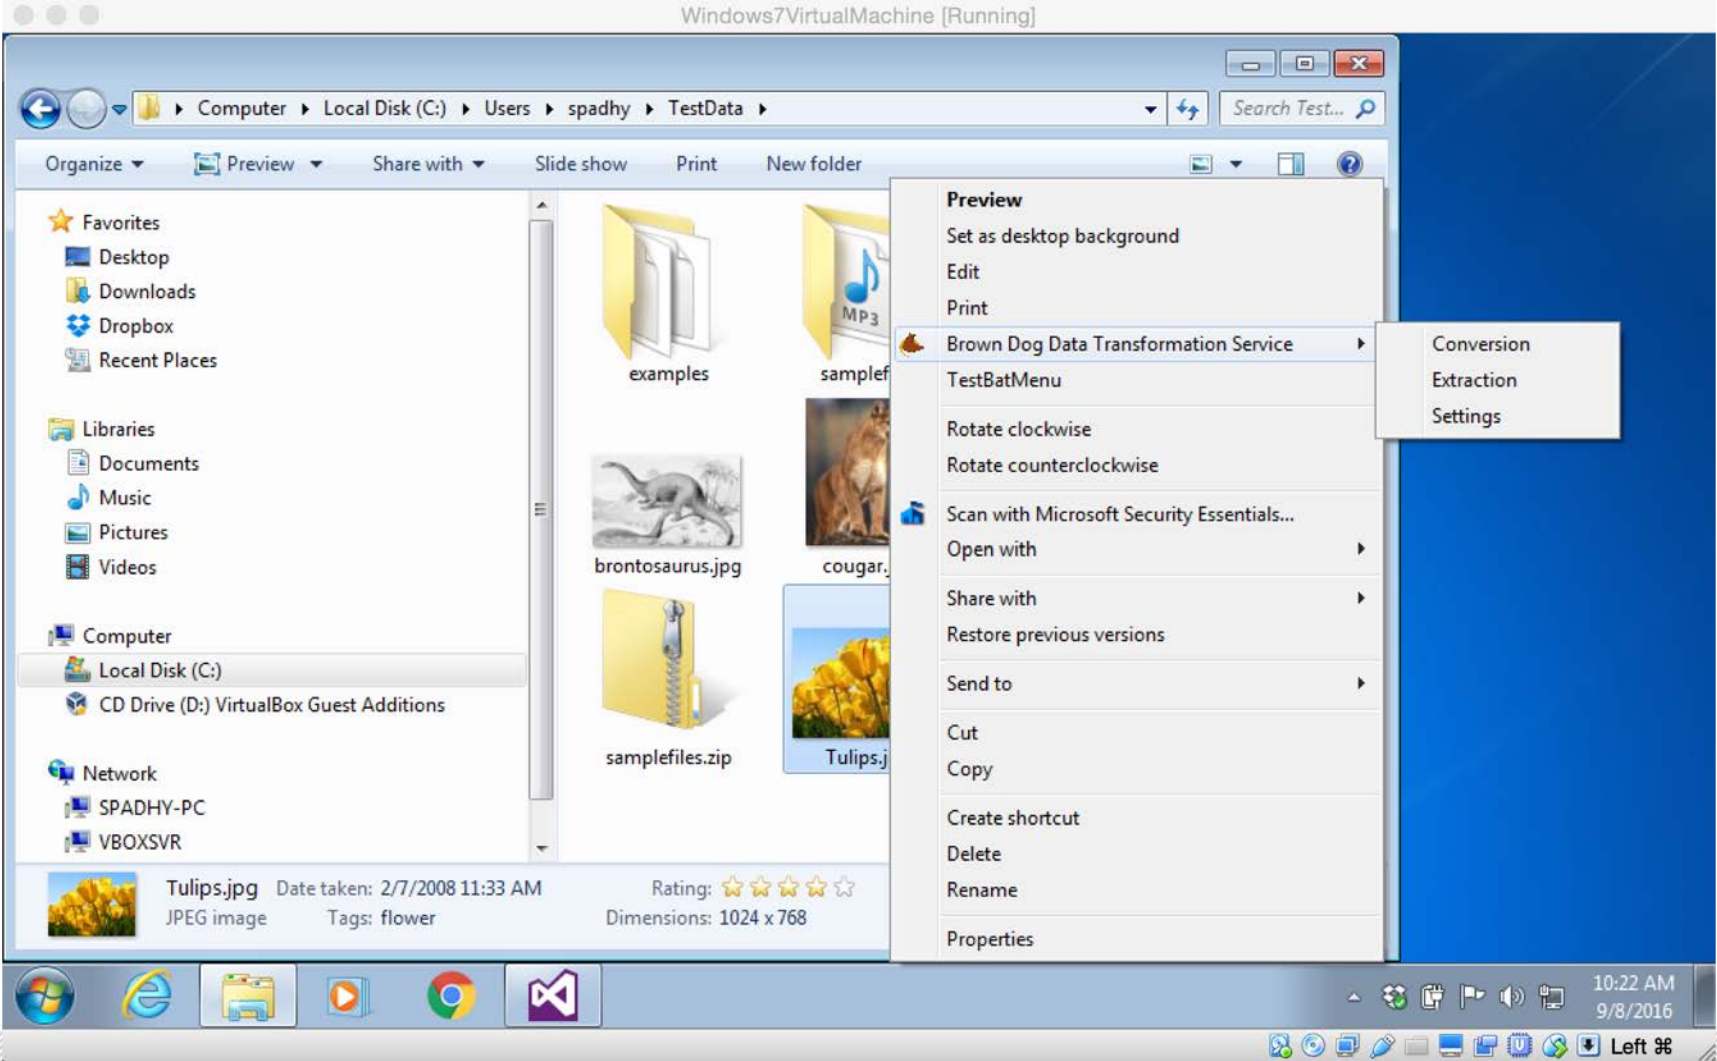 Windows7VirtualMachine [Running]
Computer Local Disk (C:) Users spadhy TestData
Search Test...
Organize Preview Share with Slide show Print New folder
Favorites
Desktop
Downloads
Dropbox
Recent Places
Libraries
Documents
Music
Pictures
Videos
Computer
Local Disk (C:)
CD Drive (D:) VirtualBox Guest Additions
Network
SPADHY-PC
VBOXSVR
MP3
examples
samplef
brontosaurus.jpg
cougar.
samplefiles.zip
Tulips.j
Preview
Set as desktop background
Edit
Print
Brown Dog Data Transformation Service
TestBatMenu
Rotate clockwise
Rotate counterclockwise
Scan with Microsoft Security Essentials...
Open with
Share with
Restore previous versions
Send to
Cut
Copy
Create shortcut
Delete
Rename
Properties
Conversion
Extraction
Settings
Tulips.jpg Date taken: 2/7/2008 11:33 AM Rating:
JPEG image Tags: flower Dimensions: 1024 x 768
10:22 AM
9/8/2016
Left ⌘